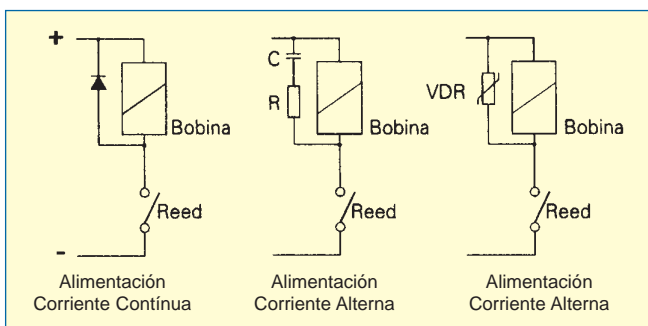 +
Bobina
Reed
-
Alimentación
Corriente Contínua
C
R
Bobina
Reed
Alimentación
Corriente Alterna
VDR
Bobina
Reed
Alimentación
Corriente Alterna